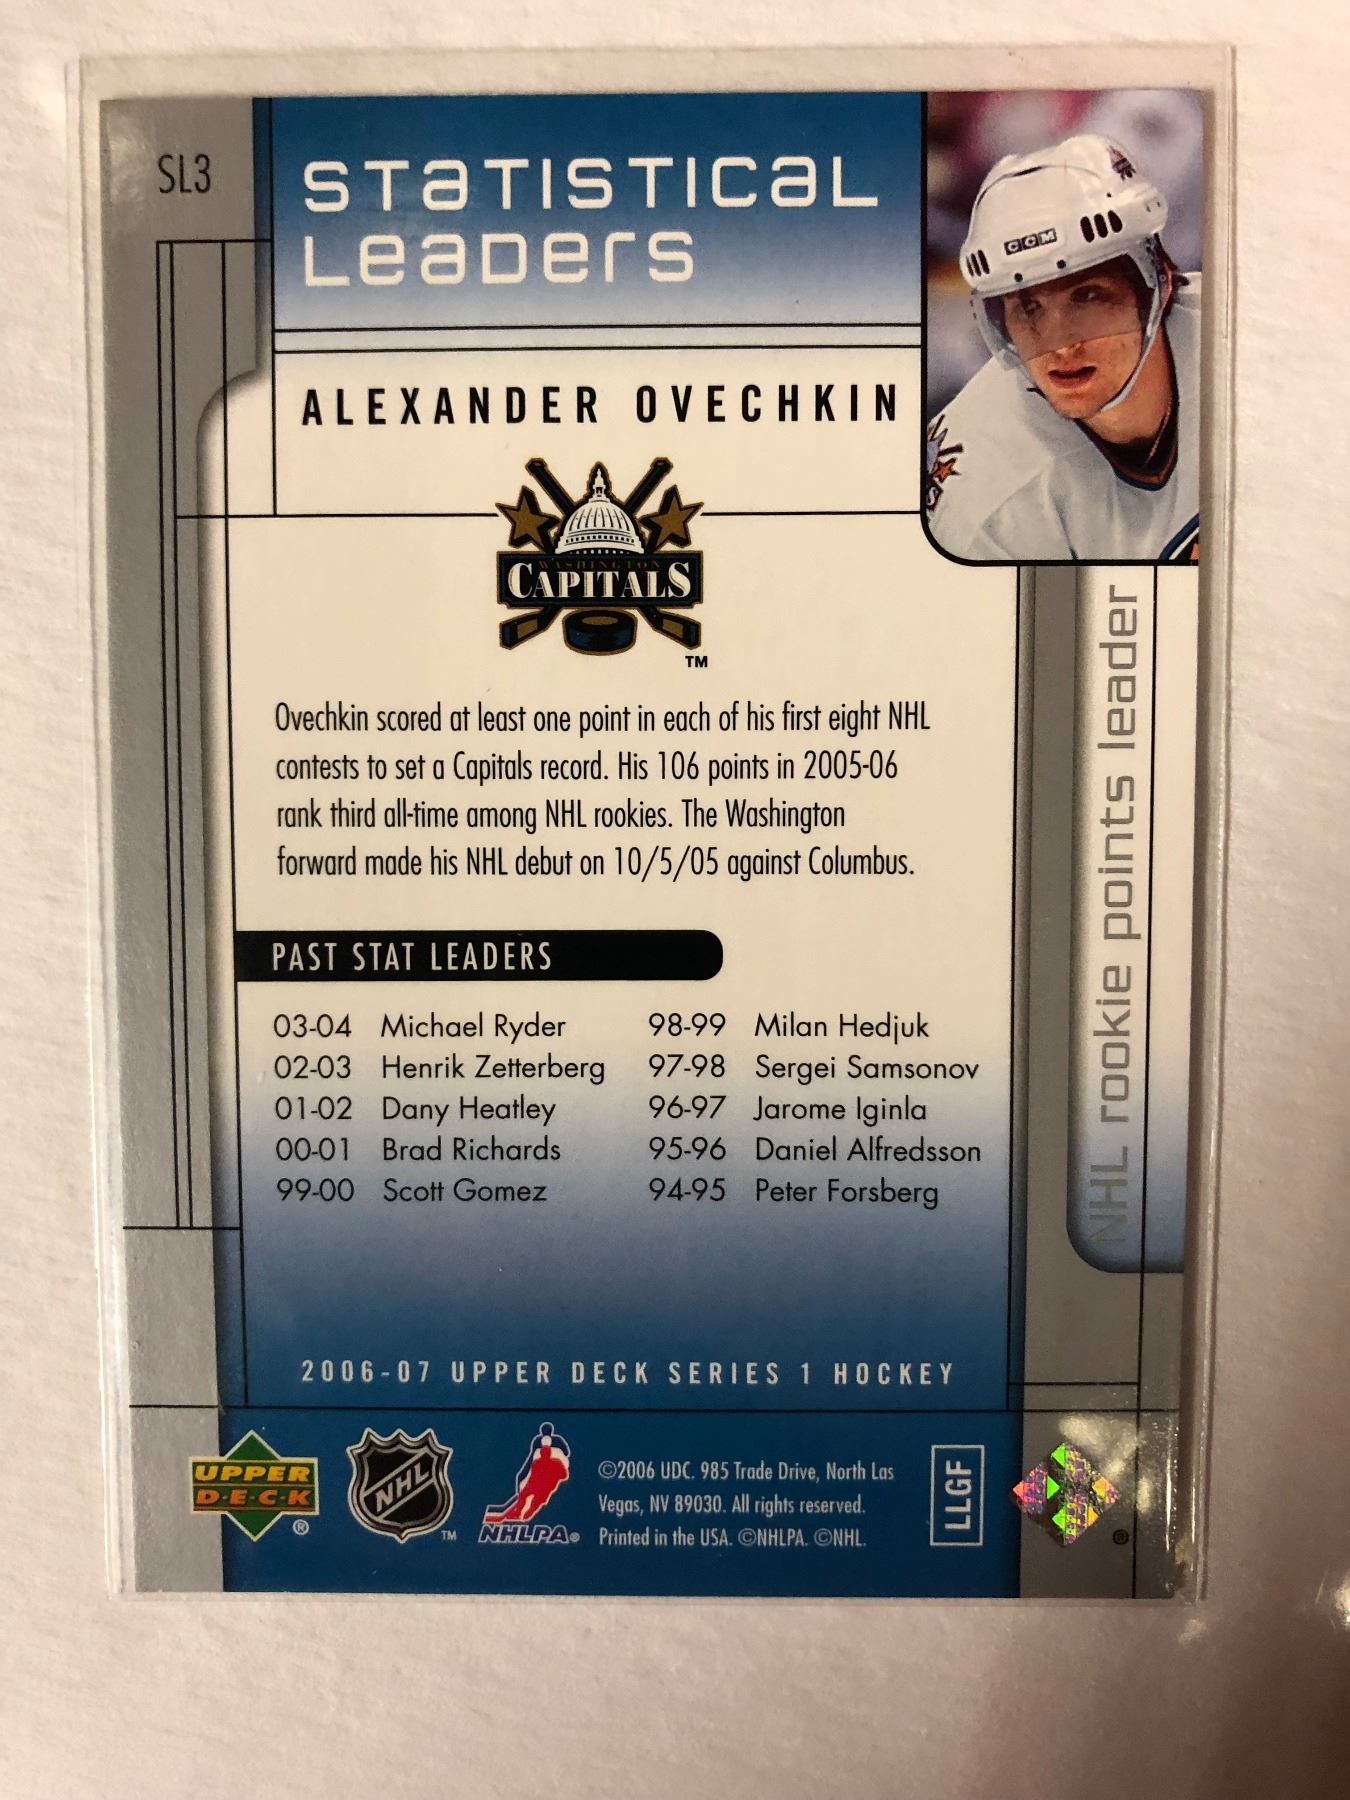 SL3
STATISTICAL
LEADERS
CCM
ALEXANDER OVECHKIN
WASHINGTON
CAPITALS
TM
Ovechkin scored at least one point in each of his first eight NHL
contests to set a Capitals record. His 106 points in 2005-06
rank third all-time among NHL rookies. The Washington
forward made his NHL debut on 10/5/05 against Columbus.
NHL rookie points leader
PAST STAT LEADERS
03-04 Michael Ryder 98-99 Milan Hedjuk
02-03 Henrik Zetterberg 97-98 Sergei Samsonov
01-02 Dany Heatley 96-97 Jarome Iginla
00-01 Brad Richards 95-96 Daniel Alfredsson
99-00 Scott Gomez 94-95 Peter Forsberg
2006-07 UPPER DECK SERIES 1 HOCKEY
UPPER
D·E·C·K
®
NHL
TM
NHLPA®
©2006 UDC. 985 Trade Drive, North Las
Vegas, NV 89030. All rights reserved.
Printed in the USA. ©NHLPA. ©NHL.
LLGF
®